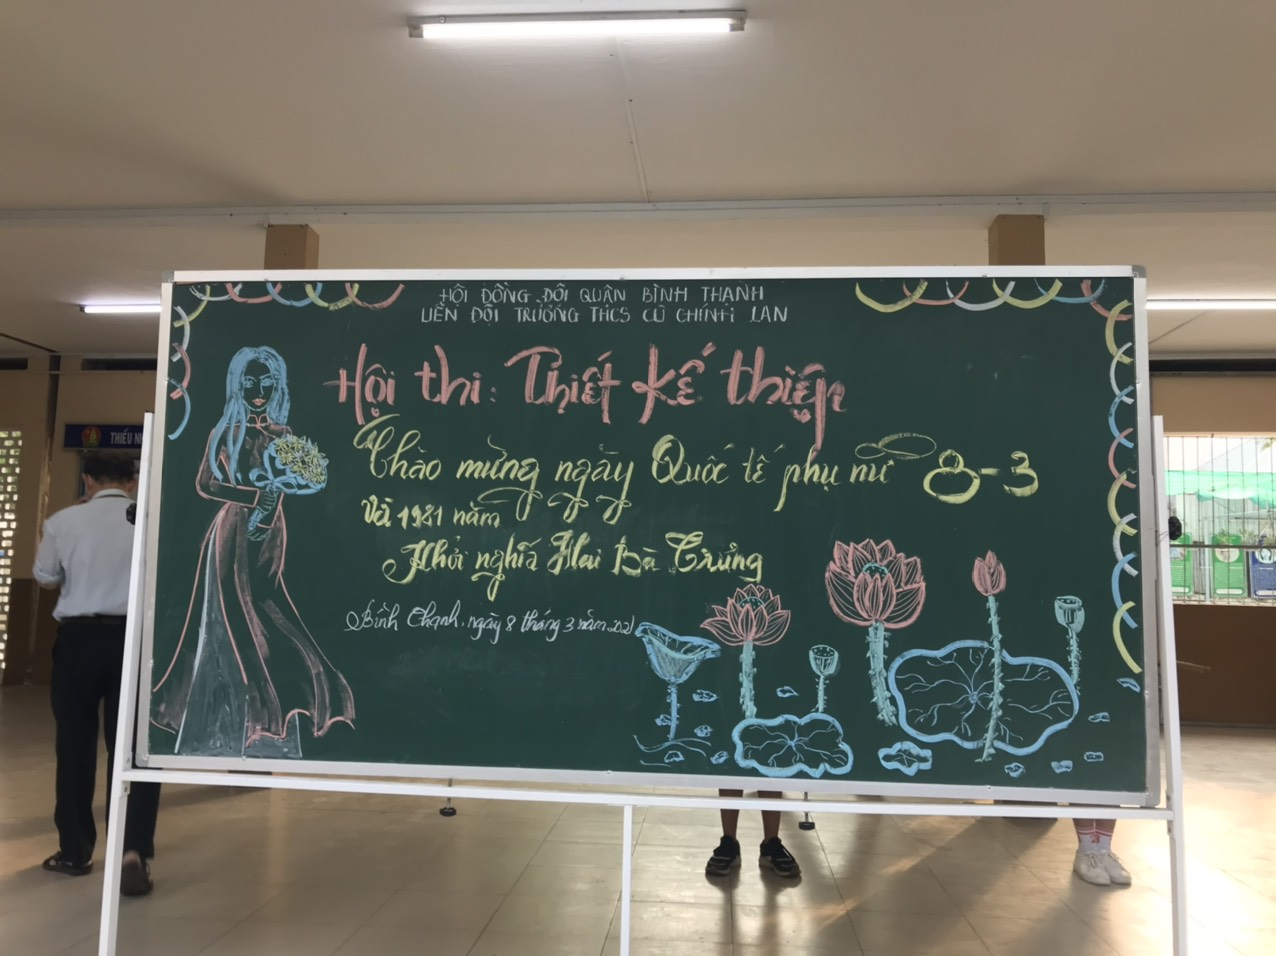 HỘI ĐỒNG ĐỘI QUẬN BÌNH THẠNH
LIÊN ĐỘI TRƯỜNG THCS CÙ CHÍNH LAN
Hội thi: Thiết kế thiệp
Chào mừng ngày Quốc tế phụ nữ 8-3
Và 1981 năm
Khởi nghĩa Hai Bà Trưng
Bình Thạnh, ngày 8 tháng 3 năm 2021
THIẾU NH